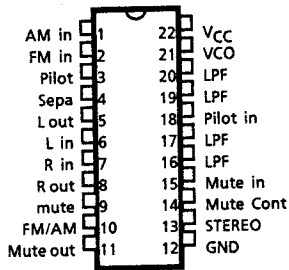 AM in 1 22 VCC
FM in 2 21 VCO
Pilot 3 20 LPF
Sepa 4 19 LPF
L out 5 18 Pilot in
L in 6 17 LPF
R in 7 16 LPF
R out 8 15 Mute in
mute 9 14 Mute Cont
FM/AM 10 13 STEREO
Mute out 11 12 GND